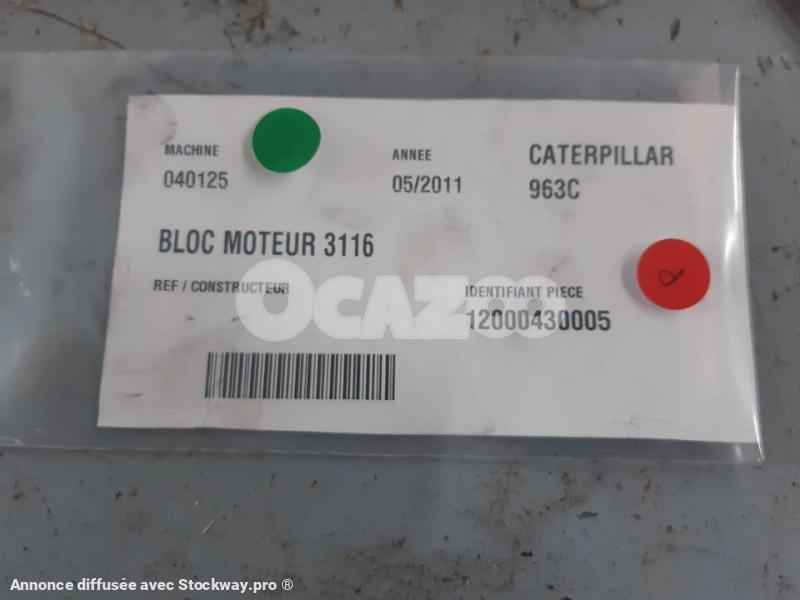 MACHINE
040125
ANNEE
05/2011
CATERPILLAR
963C
BLOC MOTEUR 3116
REF / CONSTRUCTEUR
IDENTIFIANT PIECE
12000430005
OCAZOO
Annonce diffusée avec Stockway.pro ®